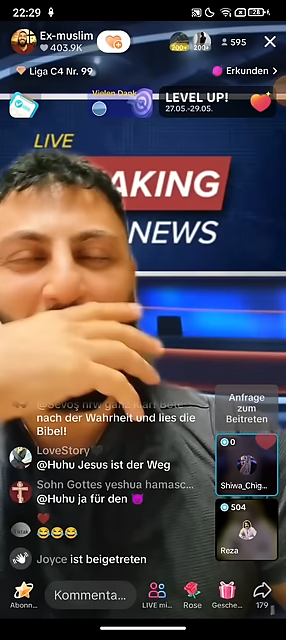 22:29
28
Ex-muslim
403.9K
200+
200+
595
Liga C4 Nr. 99
Erkunden >
Vielen Dank
LEVEL UP!
27.05.-29.05.
LIVE
AKING
NEWS
nach der Wahrheit und lies die
Bibel!
LoveStory
@Huhu Jesus ist der Weg
Sohn Gottes yeshua hamasc...
@Huhu ja für den 😈
❤️
😂😂😂
Joyce ist beigetreten
Anfrage
zum
Beitreten
0
Shiwa_Chig...
504
Reza
Abonn...
Kommenta...
LIVE mi...
Rose
Gesche...
179